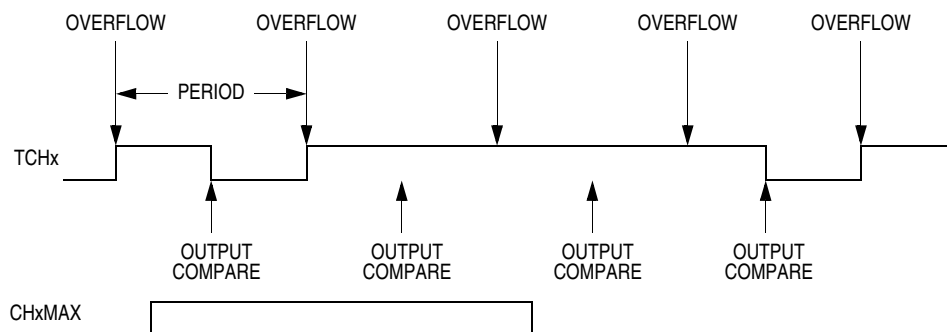 OVERFLOW OVERFLOW OVERFLOW OVERFLOW OVERFLOW
PERIOD
TCHx
OUTPUT OUTPUT OUTPUT OUTPUT
COMPARE COMPARE COMPARE COMPARE
CHxMAX